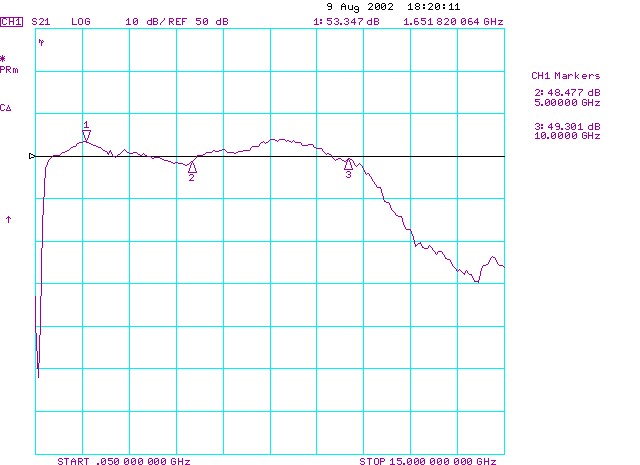 9 Aug 2002 18:20:11
CH1 S21 LOG 10 dB/REF 50 dB 1: 53.347 dB 1.651 820 064 GHz
*
PRm
CΔ
↑
CH1 Markers
2: 48.477 dB
5.00000 GHz
3: 49.301 dB
10.0000 GHz
1
2
3
START .050 000 000 GHz STOP 15.000 000 000 GHz